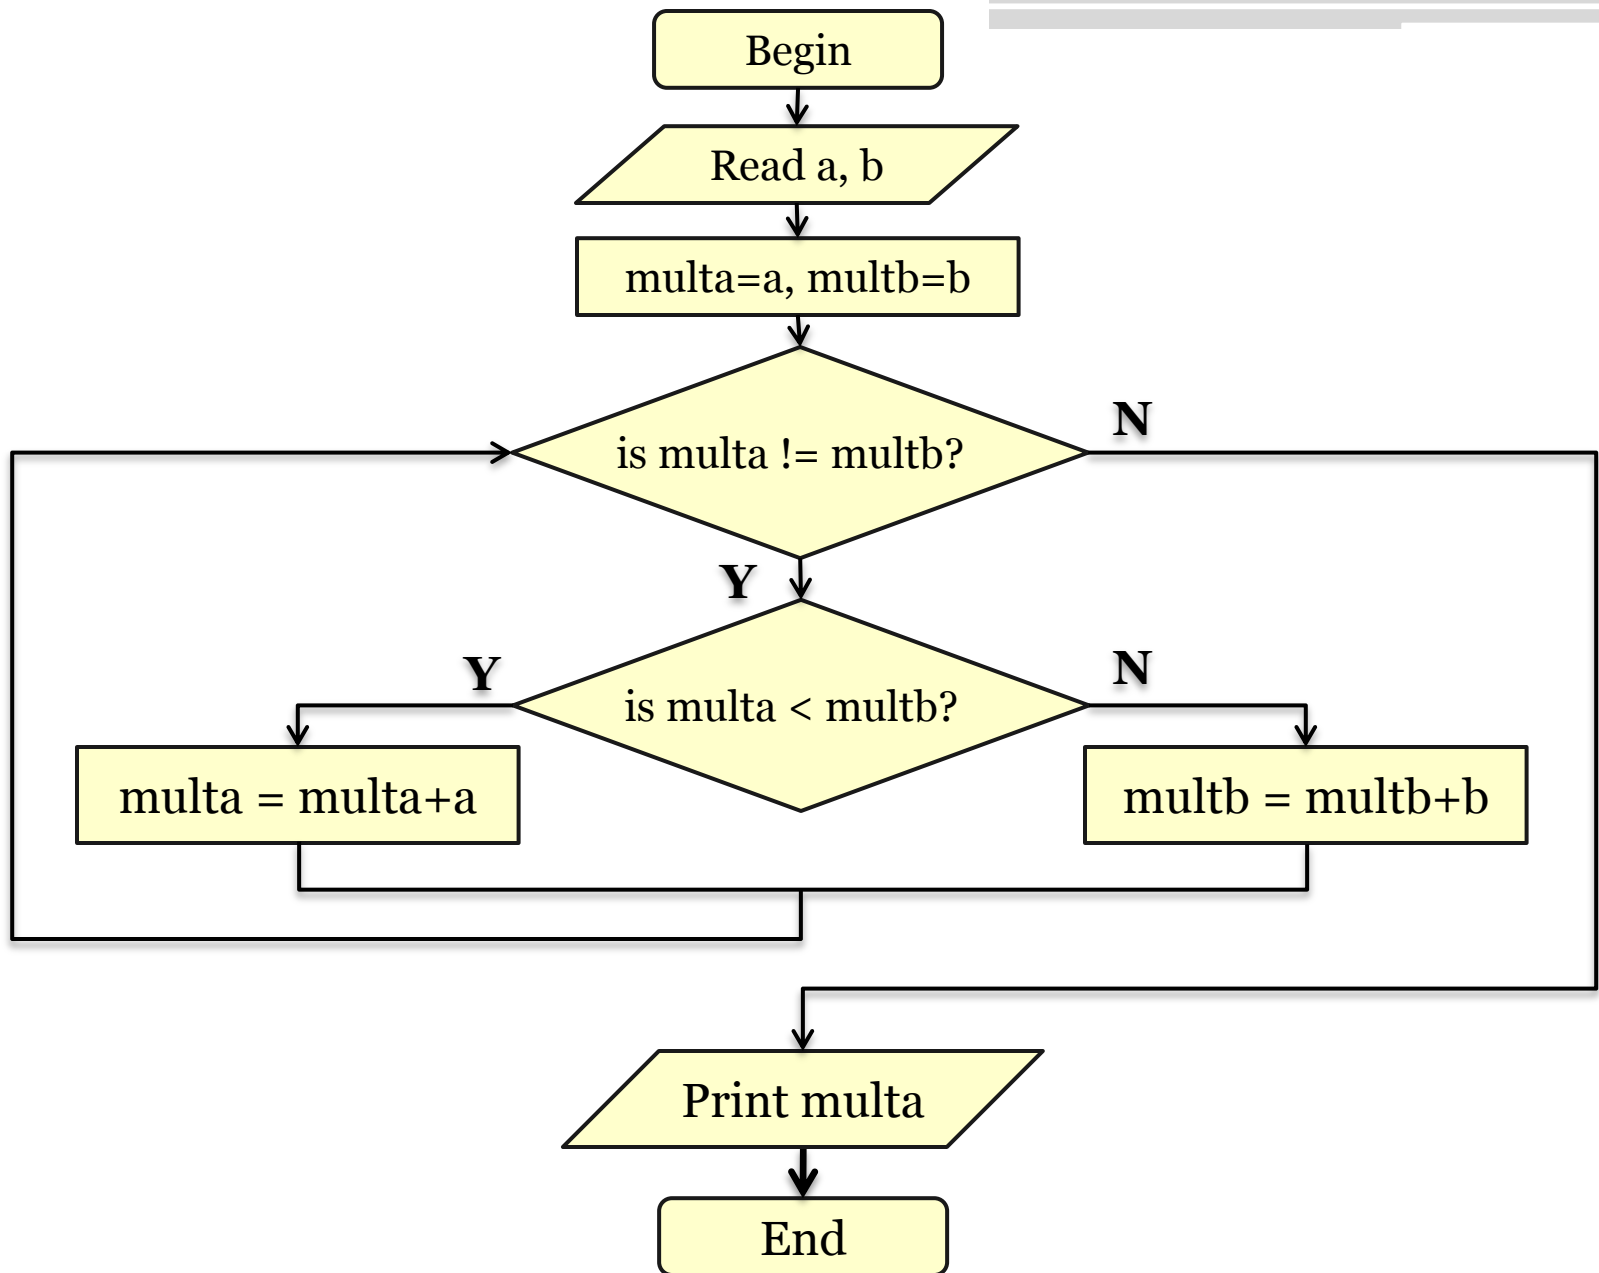 Begin
Read a, b
multa=a, multb=b
is multa != multb?
N
Y
is multa < multb?
Y
N
multa = multa+a
multb = multb+b
Print multa
End